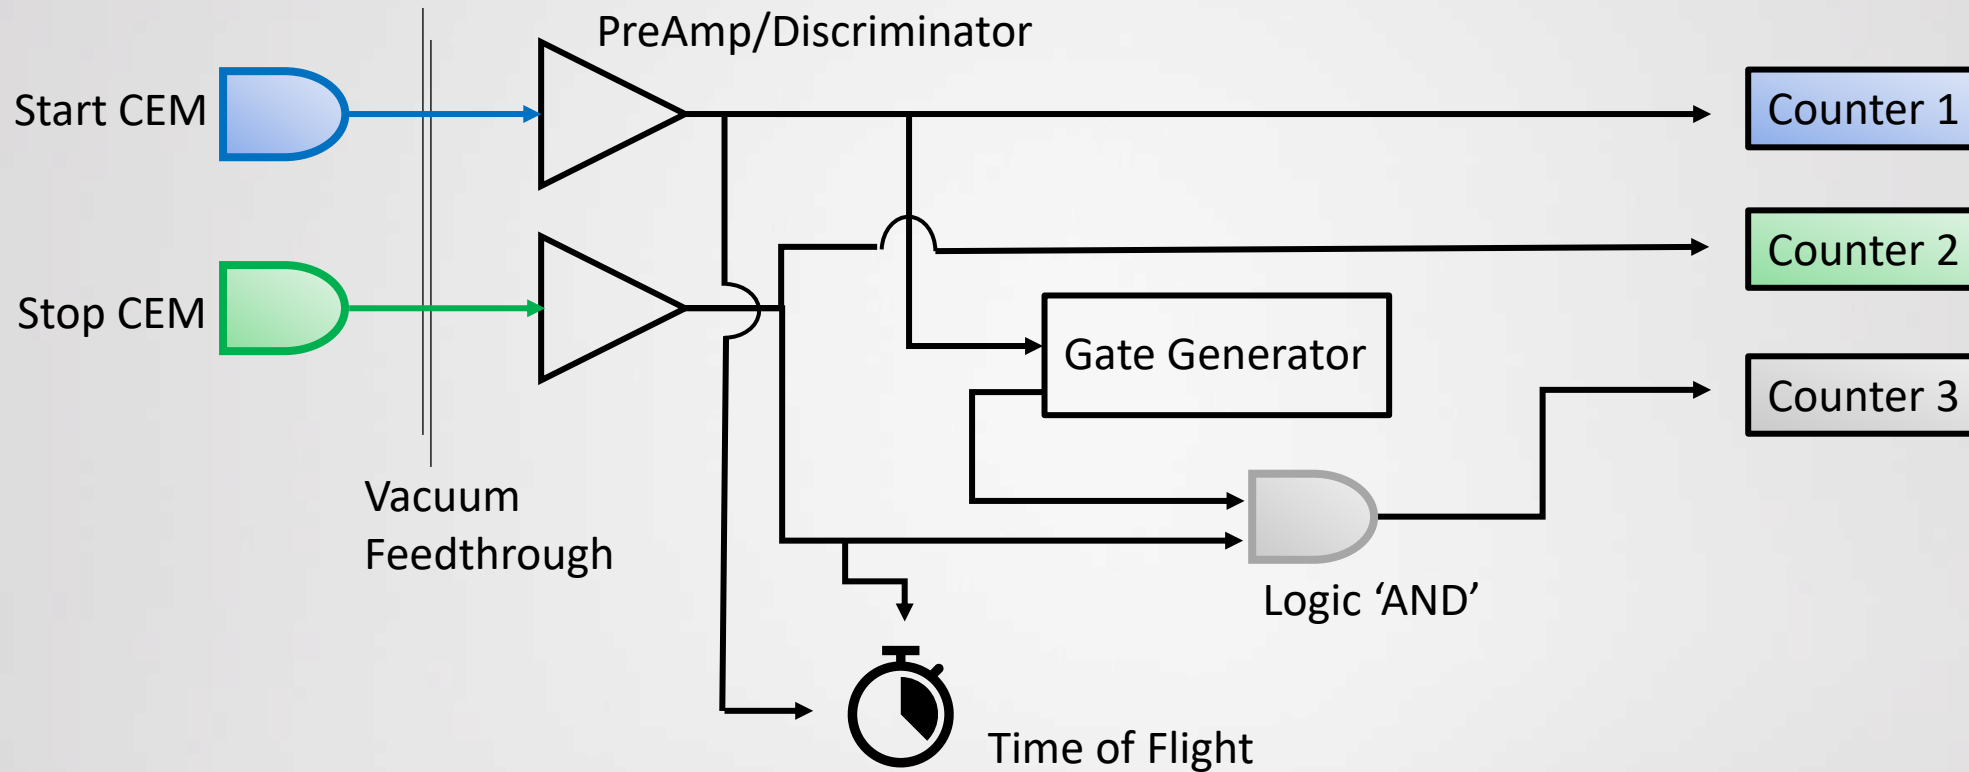 PreAmp/Discriminator
Start CEM
Counter 1
Counter 2
Stop CEM
Gate Generator
Counter 3
Vacuum
Feedthrough
Logic ‘AND’
Time of Flight